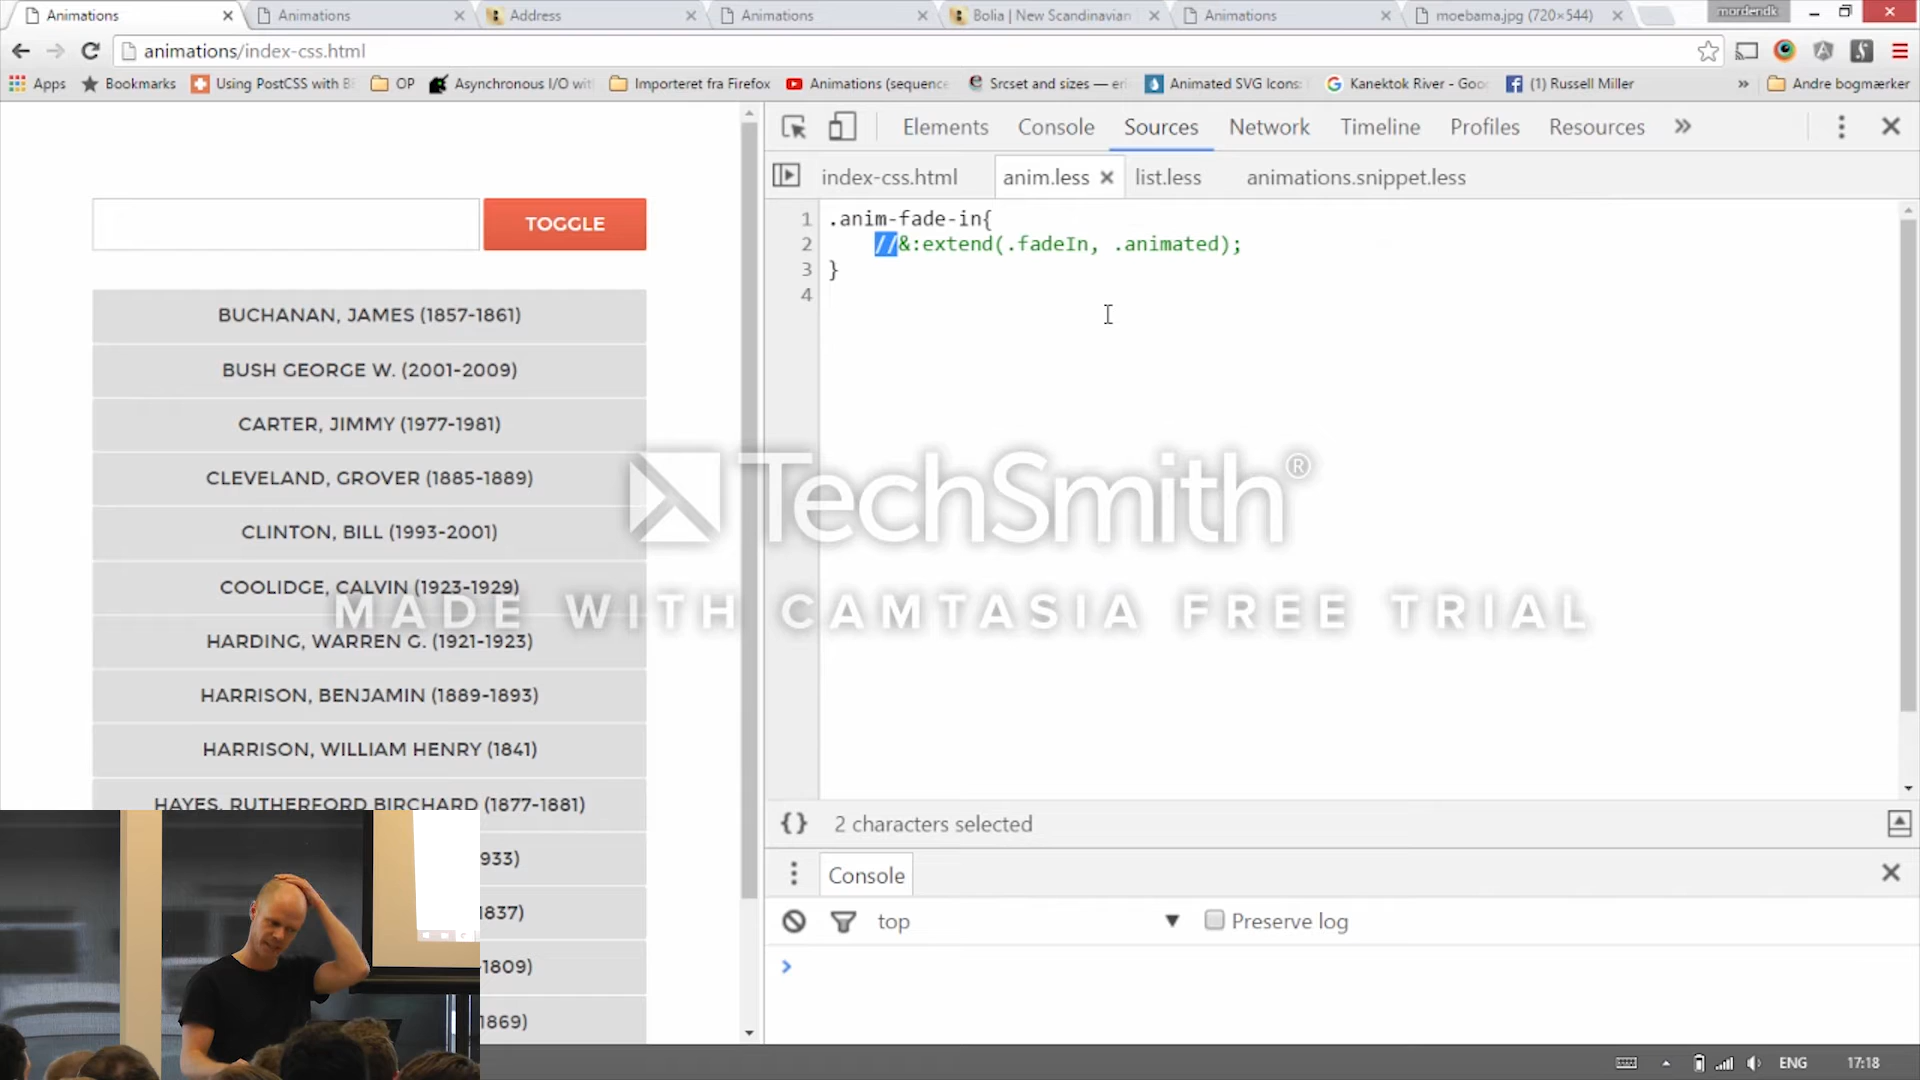 Animations
Animations
Address
Animations
Bolia | New Scandinavian
Animations
moebama.jpg (720×544)
mordendk
animations/index-css.html
Apps
Bookmarks
Using PostCSS with BE
OP
Asynchronous I/O wit
Importeret fra Firefox
Animations (sequence
Srcset and sizes — eri
Animated SVG Icons:
Kanektok River - Goo
(1) Russell Miller
»
Andre bogmærker
Elements
Console
Sources
Network
Timeline
Profiles
Resources
»
index-css.html
anim.less
list.less
animations.snippet.less
TOGGLE
1 .anim-fade-in{
2 //&:extend(.fadeIn, .animated);
3 }
4
BUCHANAN, JAMES (1857-1861)
BUSH GEORGE W. (2001-2009)
CARTER, JIMMY (1977-1981)
CLEVELAND, GROVER (1885-1889)
CLINTON, BILL (1993-2001)
COOLIDGE, CALVIN (1923-1929)
HARDING, WARREN G. (1921-1923)
HARRISON, BENJAMIN (1889-1893)
HARRISON, WILLIAM HENRY (1841)
HAYES, RUTHERFORD BIRCHARD (1877-1881)
933)
837)
-1809)
1869)
TechSmith®
MADE WITH CAMTASIA FREE TRIAL
{} 2 characters selected
Console
top
Preserve log
>
ENG
17:18